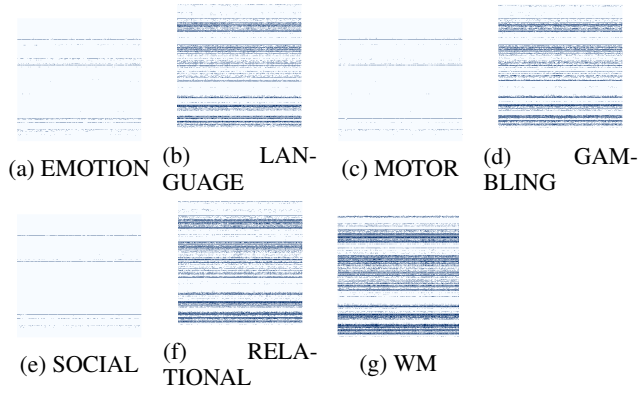 (a) EMOTION (b) LAN-
GUAGE (c) MOTOR (d) GAM-
BLING
(e) SOCIAL (f) RELA-
TIONAL (g) WM